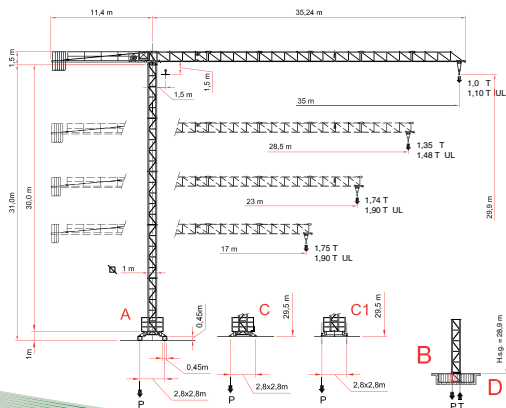 11,4 m
35,24 m
1,5 m
1,5 m
1,5 m
35 m
1,0 T
1,10 T UL
28,5 m
1,35 T
1,48 T UL
23 m
1,74 T
1,90 T UL
17 m
1,75 T
1,90 T UL
31,0m
30,0 m
29,9 m
1 m
A
0,45m
C
29,5 m
C1
29,5 m
1m
0,45m
2,8x2,8m
2,8x2,8m
2,8x2,8m
P
P
P
B
H.s.g. = 28,9 m
D
P T